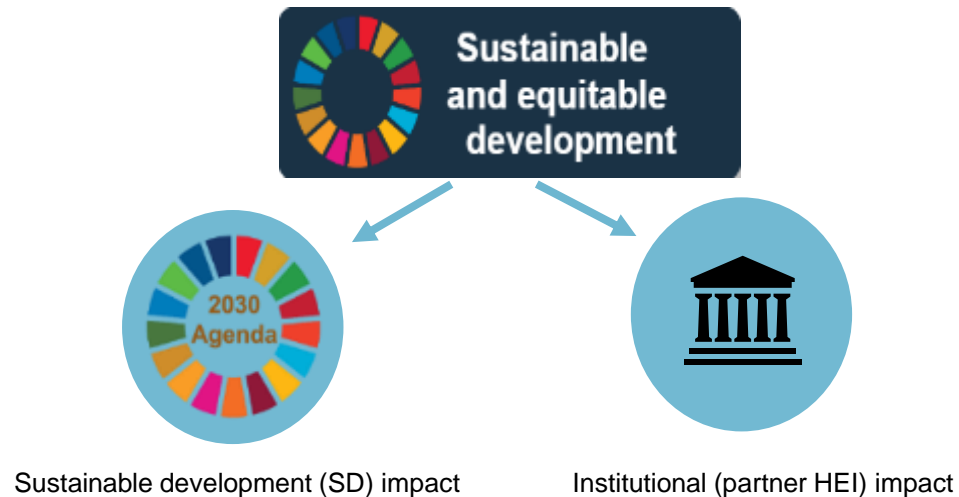 Sustainable
and equitable
development
2030
Agenda
Sustainable development (SD) impact
Institutional (partner HEI) impact